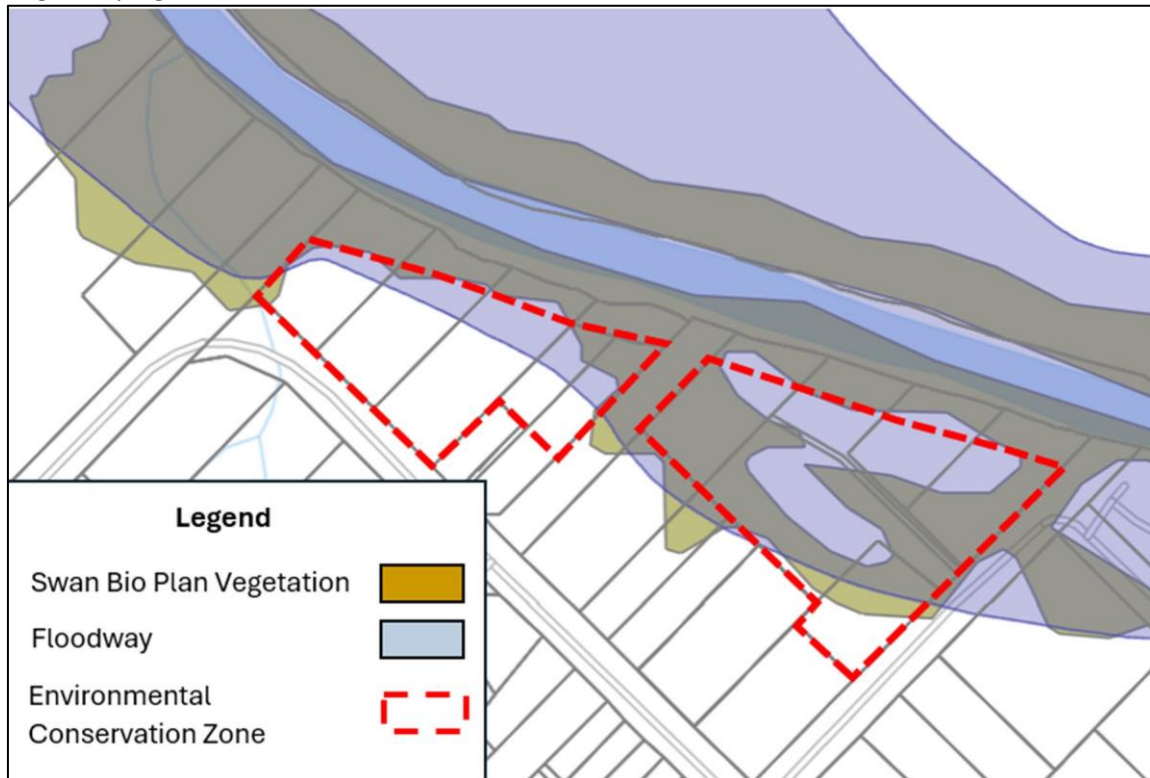 Legend
Swan Bio Plan Vegetation
Floodway
Environmental
Conservation Zone